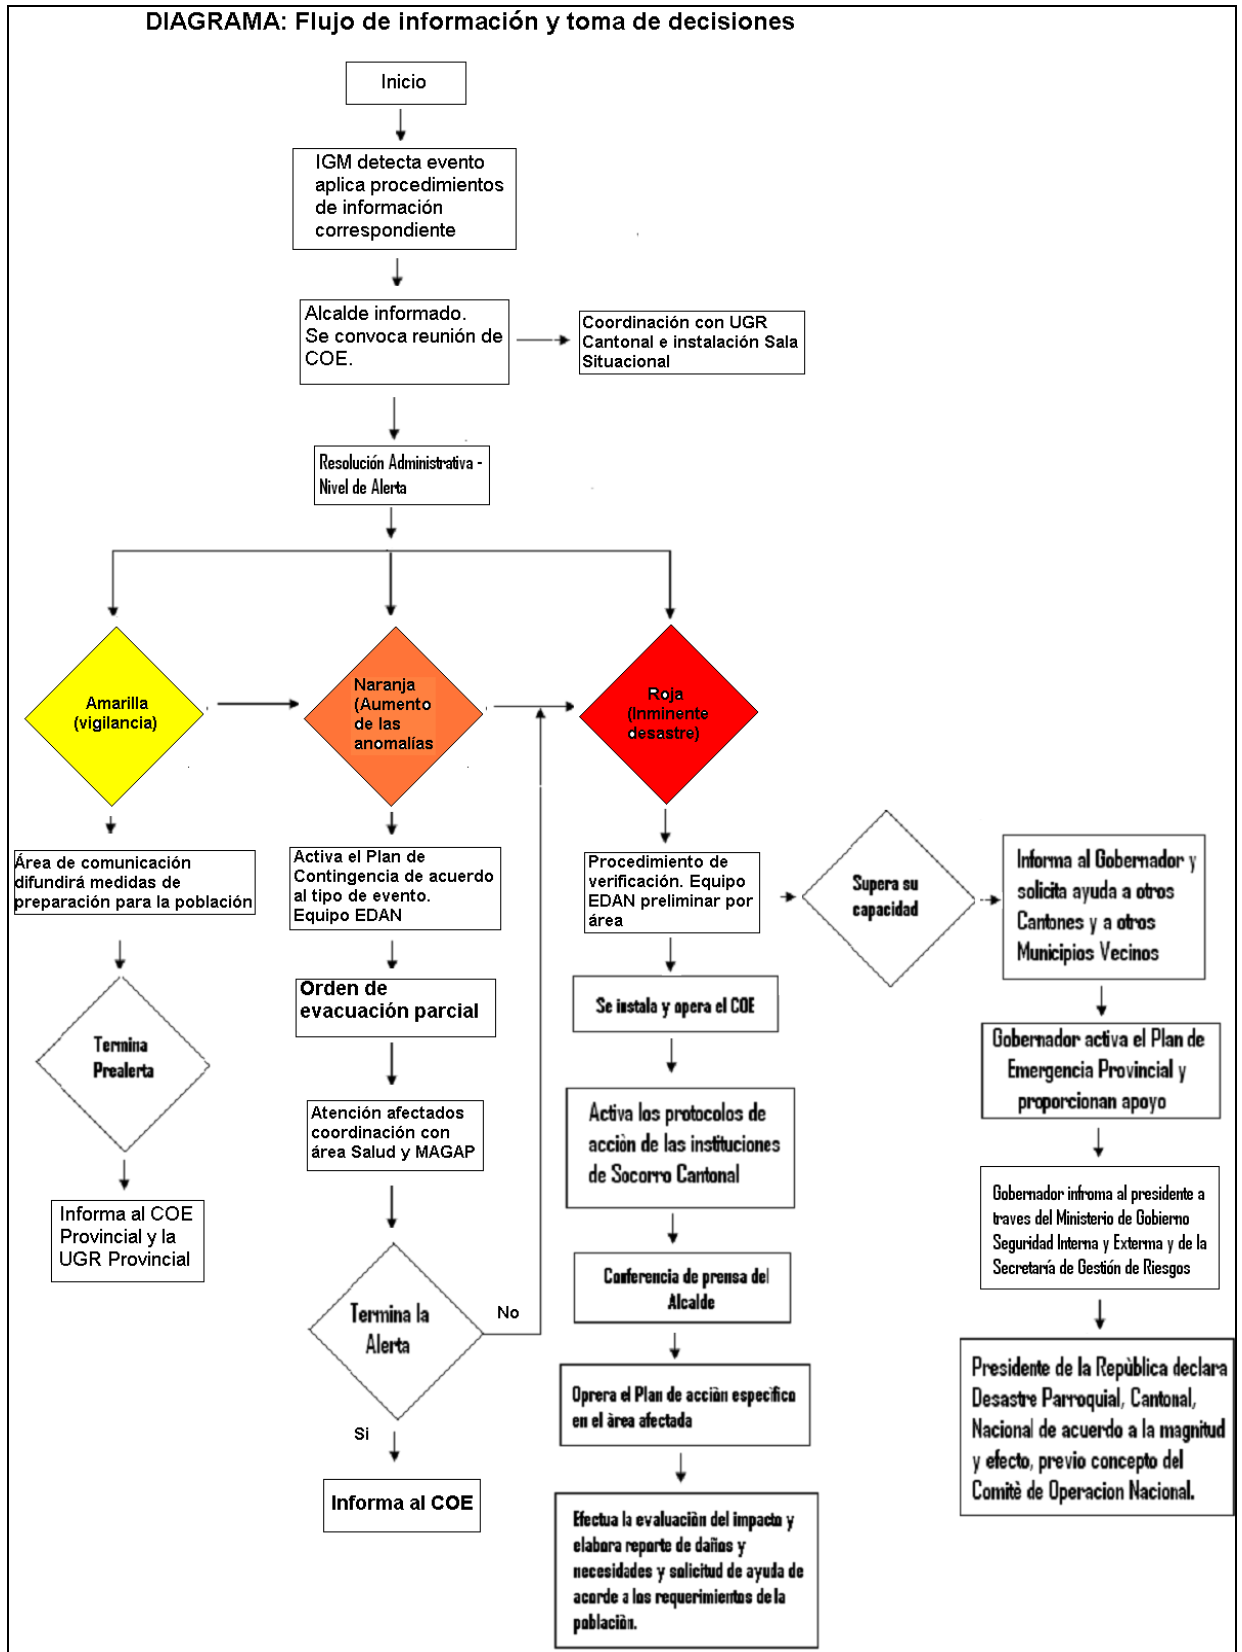 DIAGRAMA: Flujo de información y toma de decisiones
Inicio
IGM detecta evento
aplica procedimientos
de información
correspondiente
Alcalde informado.
Se convoca reunión de
COE.
Coordinación con UGR
Cantonal e instalación Sala
Situacional
Resolución Administrativa -
Nivel de Alerta
Amarilla
(vigilancia)
Naranja
(Aumento
de las
anomalías
Roja
(Inminente
desastre)
Área de comunicación
difundirá medidas de
preparación para la población
Termina
Prealerta
Informa al COE
Provincial y la
UGR Provincial
Activa el Plan de
Contingencia de acuerdo
al tipo de evento.
Equipo EDAN
Orden de
evacuación parcial
Atención afectados
coordinación con
área Salud y MAGAP
Termina la
Alerta
No
Si
Informa al COE
Procedimiento de
verificación. Equipo
EDAN preliminar por
área
Se instala y opera el COE
Activa los protocolos de
acciòn de las instituciones
de Socorro Cantonal
Conferencia de prensa del
Alcalde
Oprera el Plan de acciòn especìfico
en el àrea afectada
Efectua la evaluaciòn del impacto y
elabora reporte de daños y
necesidades y solicitud de ayuda de
acorde a los requerimientos de la
poblaciòn.
Supera su
capacidad
Informa al Gobernador y
solicita ayuda a otros
Cantones y a otros
Municipios Vecinos
Gobernador activa el Plan de
Emergencia Provincial y
proporcionan apoyo
Gobernador infroma al presidente a
traves del Ministerio de Gobierno
Seguridad Interna y Externa y de la
Secretaría de Gestión de Riesgos
Presidente de la Repùblica declara
Desastre Parroquial, Cantonal,
Nacional de acuerdo a la magnitud
y efecto, previo concepto del
Comitè de Operacion Nacional.